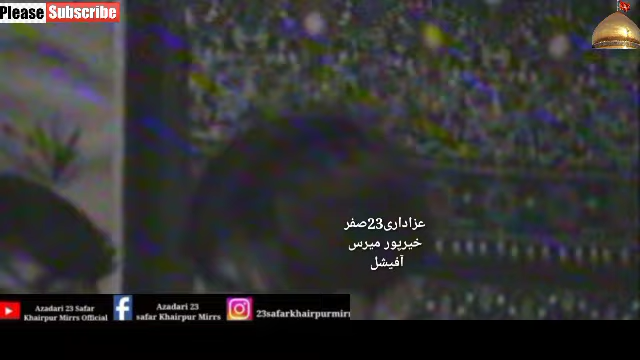 Please Subscribe
عزاداری23صفر
خیرپور میرس
آفیشل
Azadari 23 Safar
Khairpur Mirrs Official
Azadari 23
safar Khairpur Mirrs
23safarkhairpurmirr